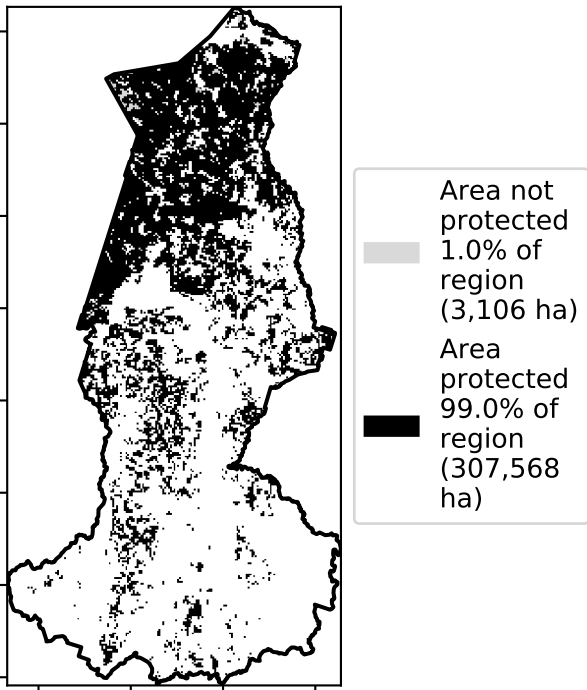 Area not
protected
1.0% of
region
(3,106 ha)
Area
protected
99.0% of
region
(307,568
ha)